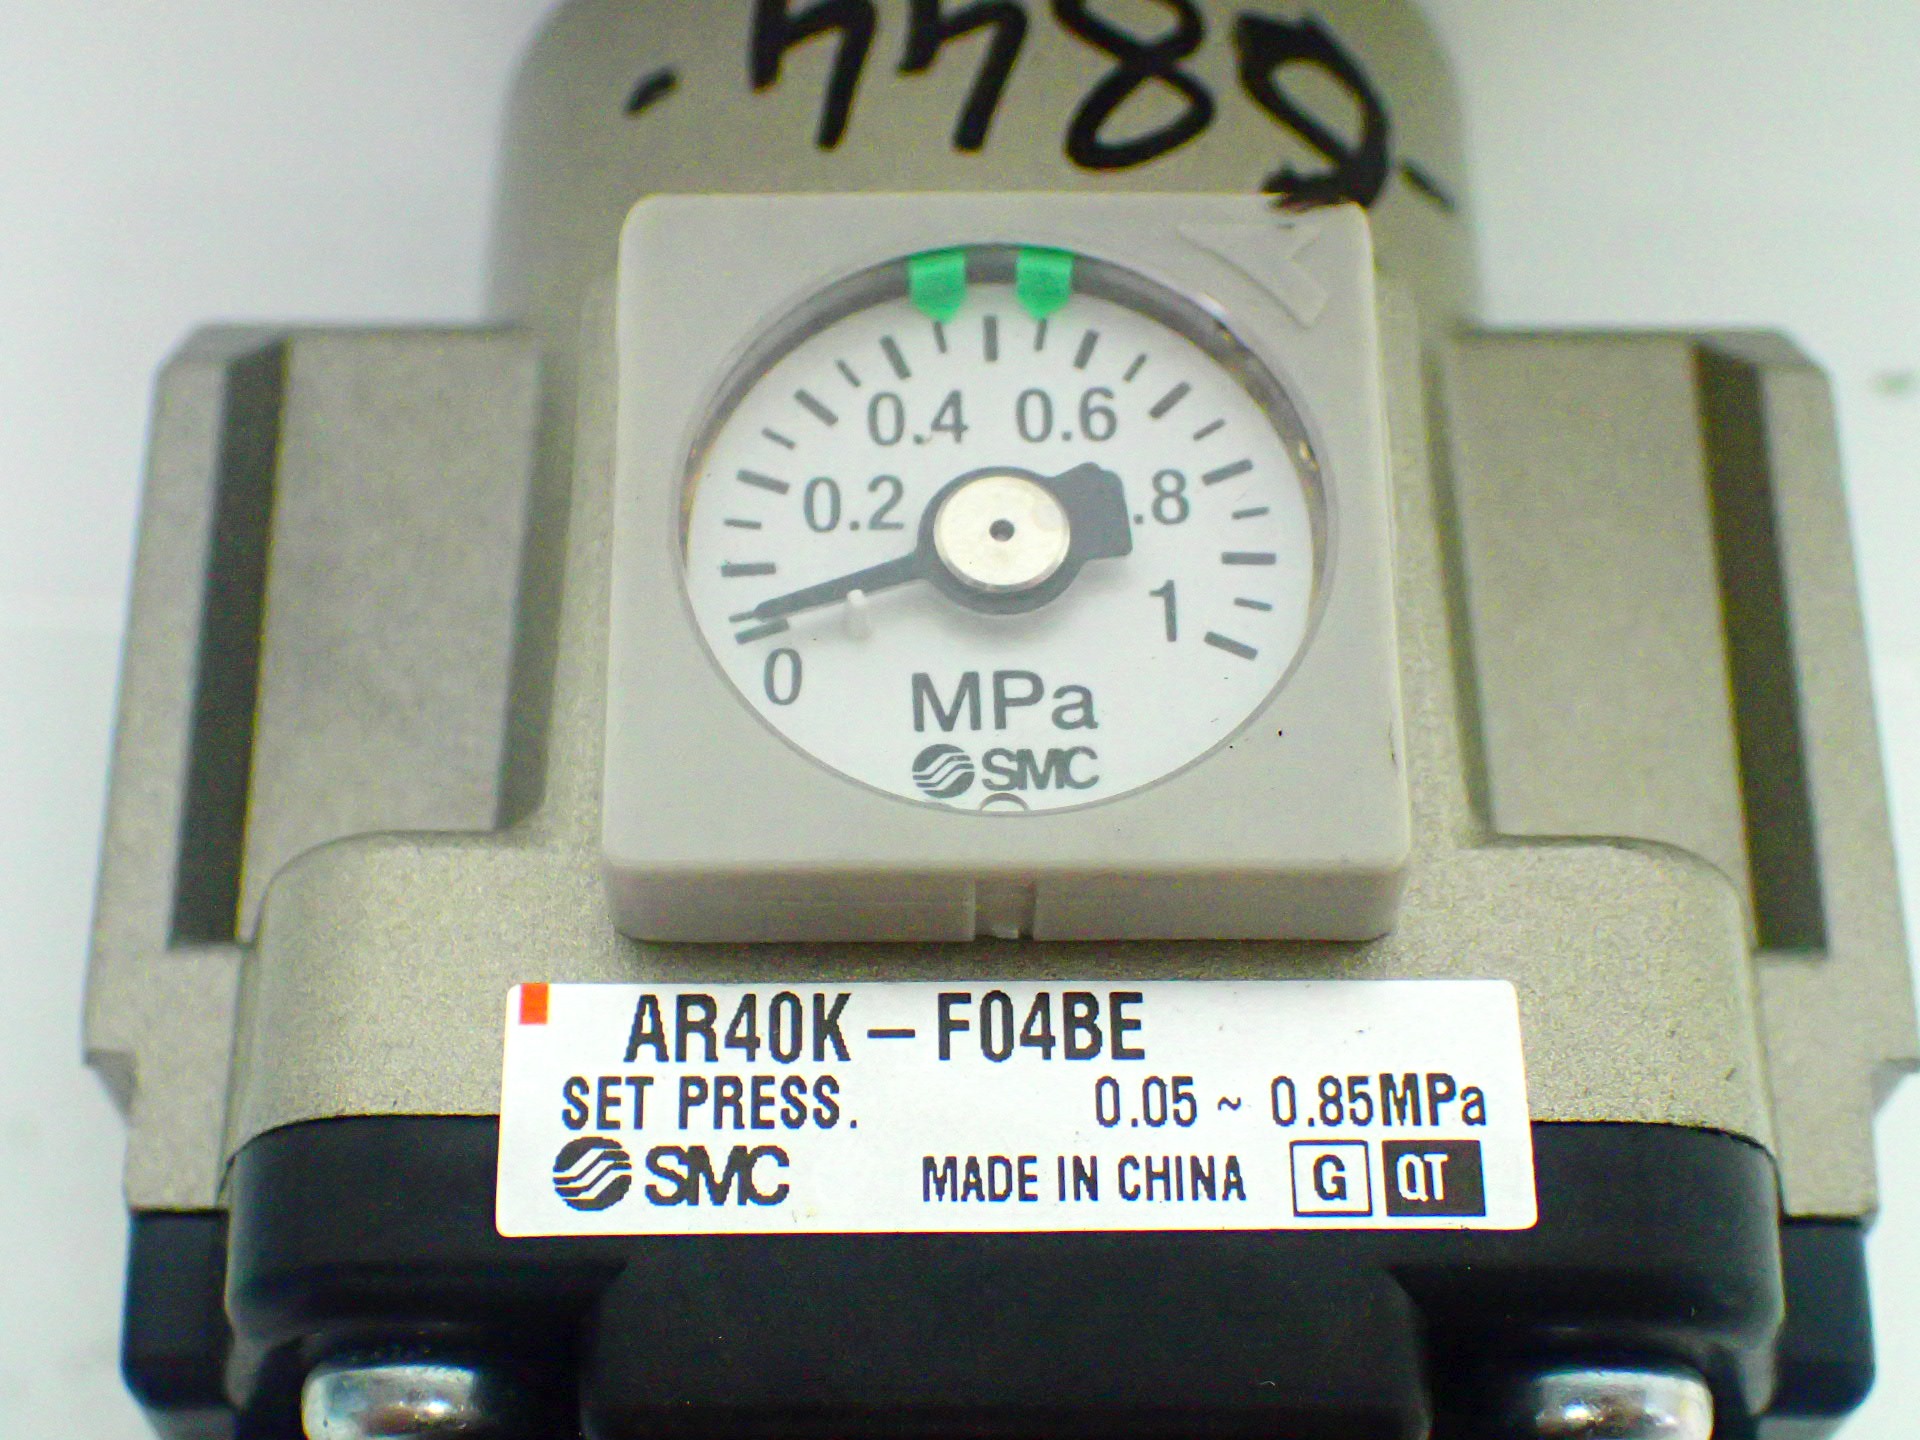 0.4 0.6
0.2 .8
0 1
MPa
SMC
AR40K-F04BE
SET PRESS. 0.05 ~ 0.85MPa
SMC MADE IN CHINA G QT